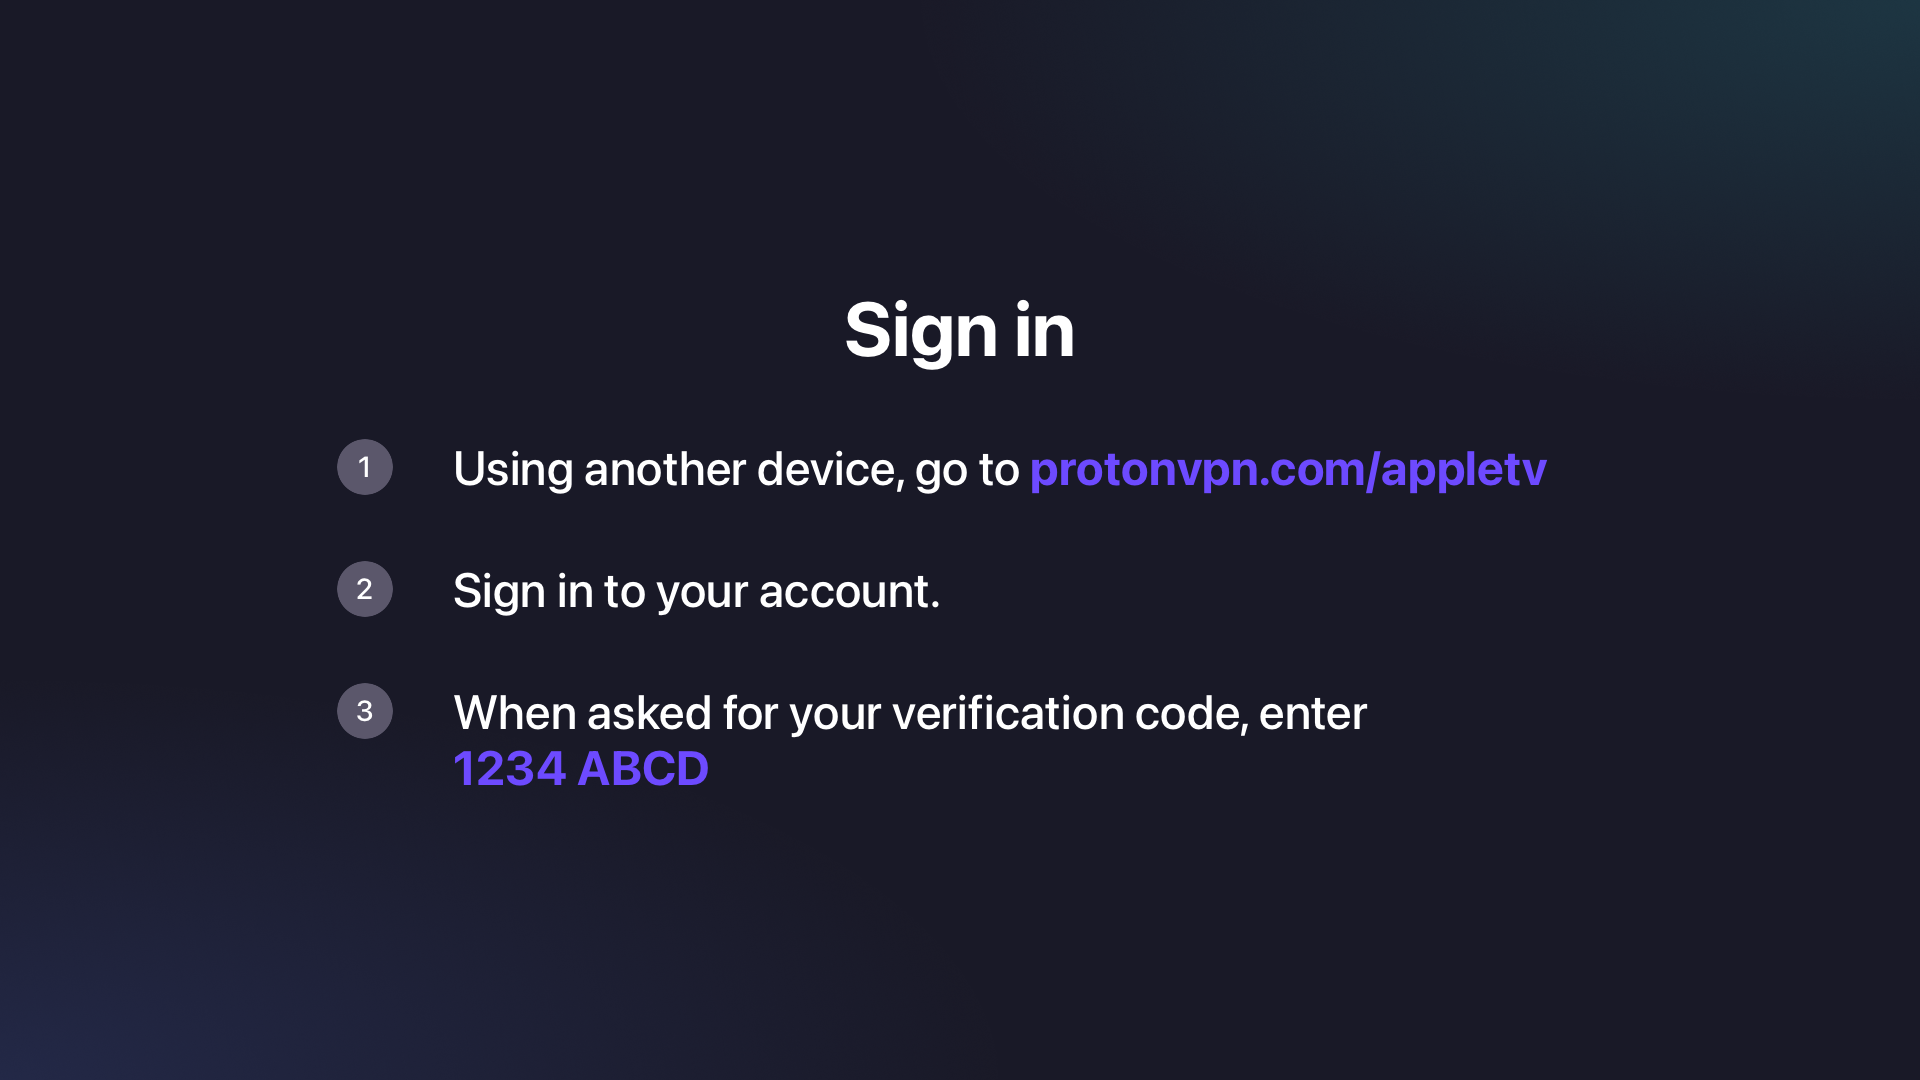 Sign in
1 Using another device, go to protonvpn.com/appletv
2 Sign in to your account.
3 When asked for your verification code, enter
1234 ABCD